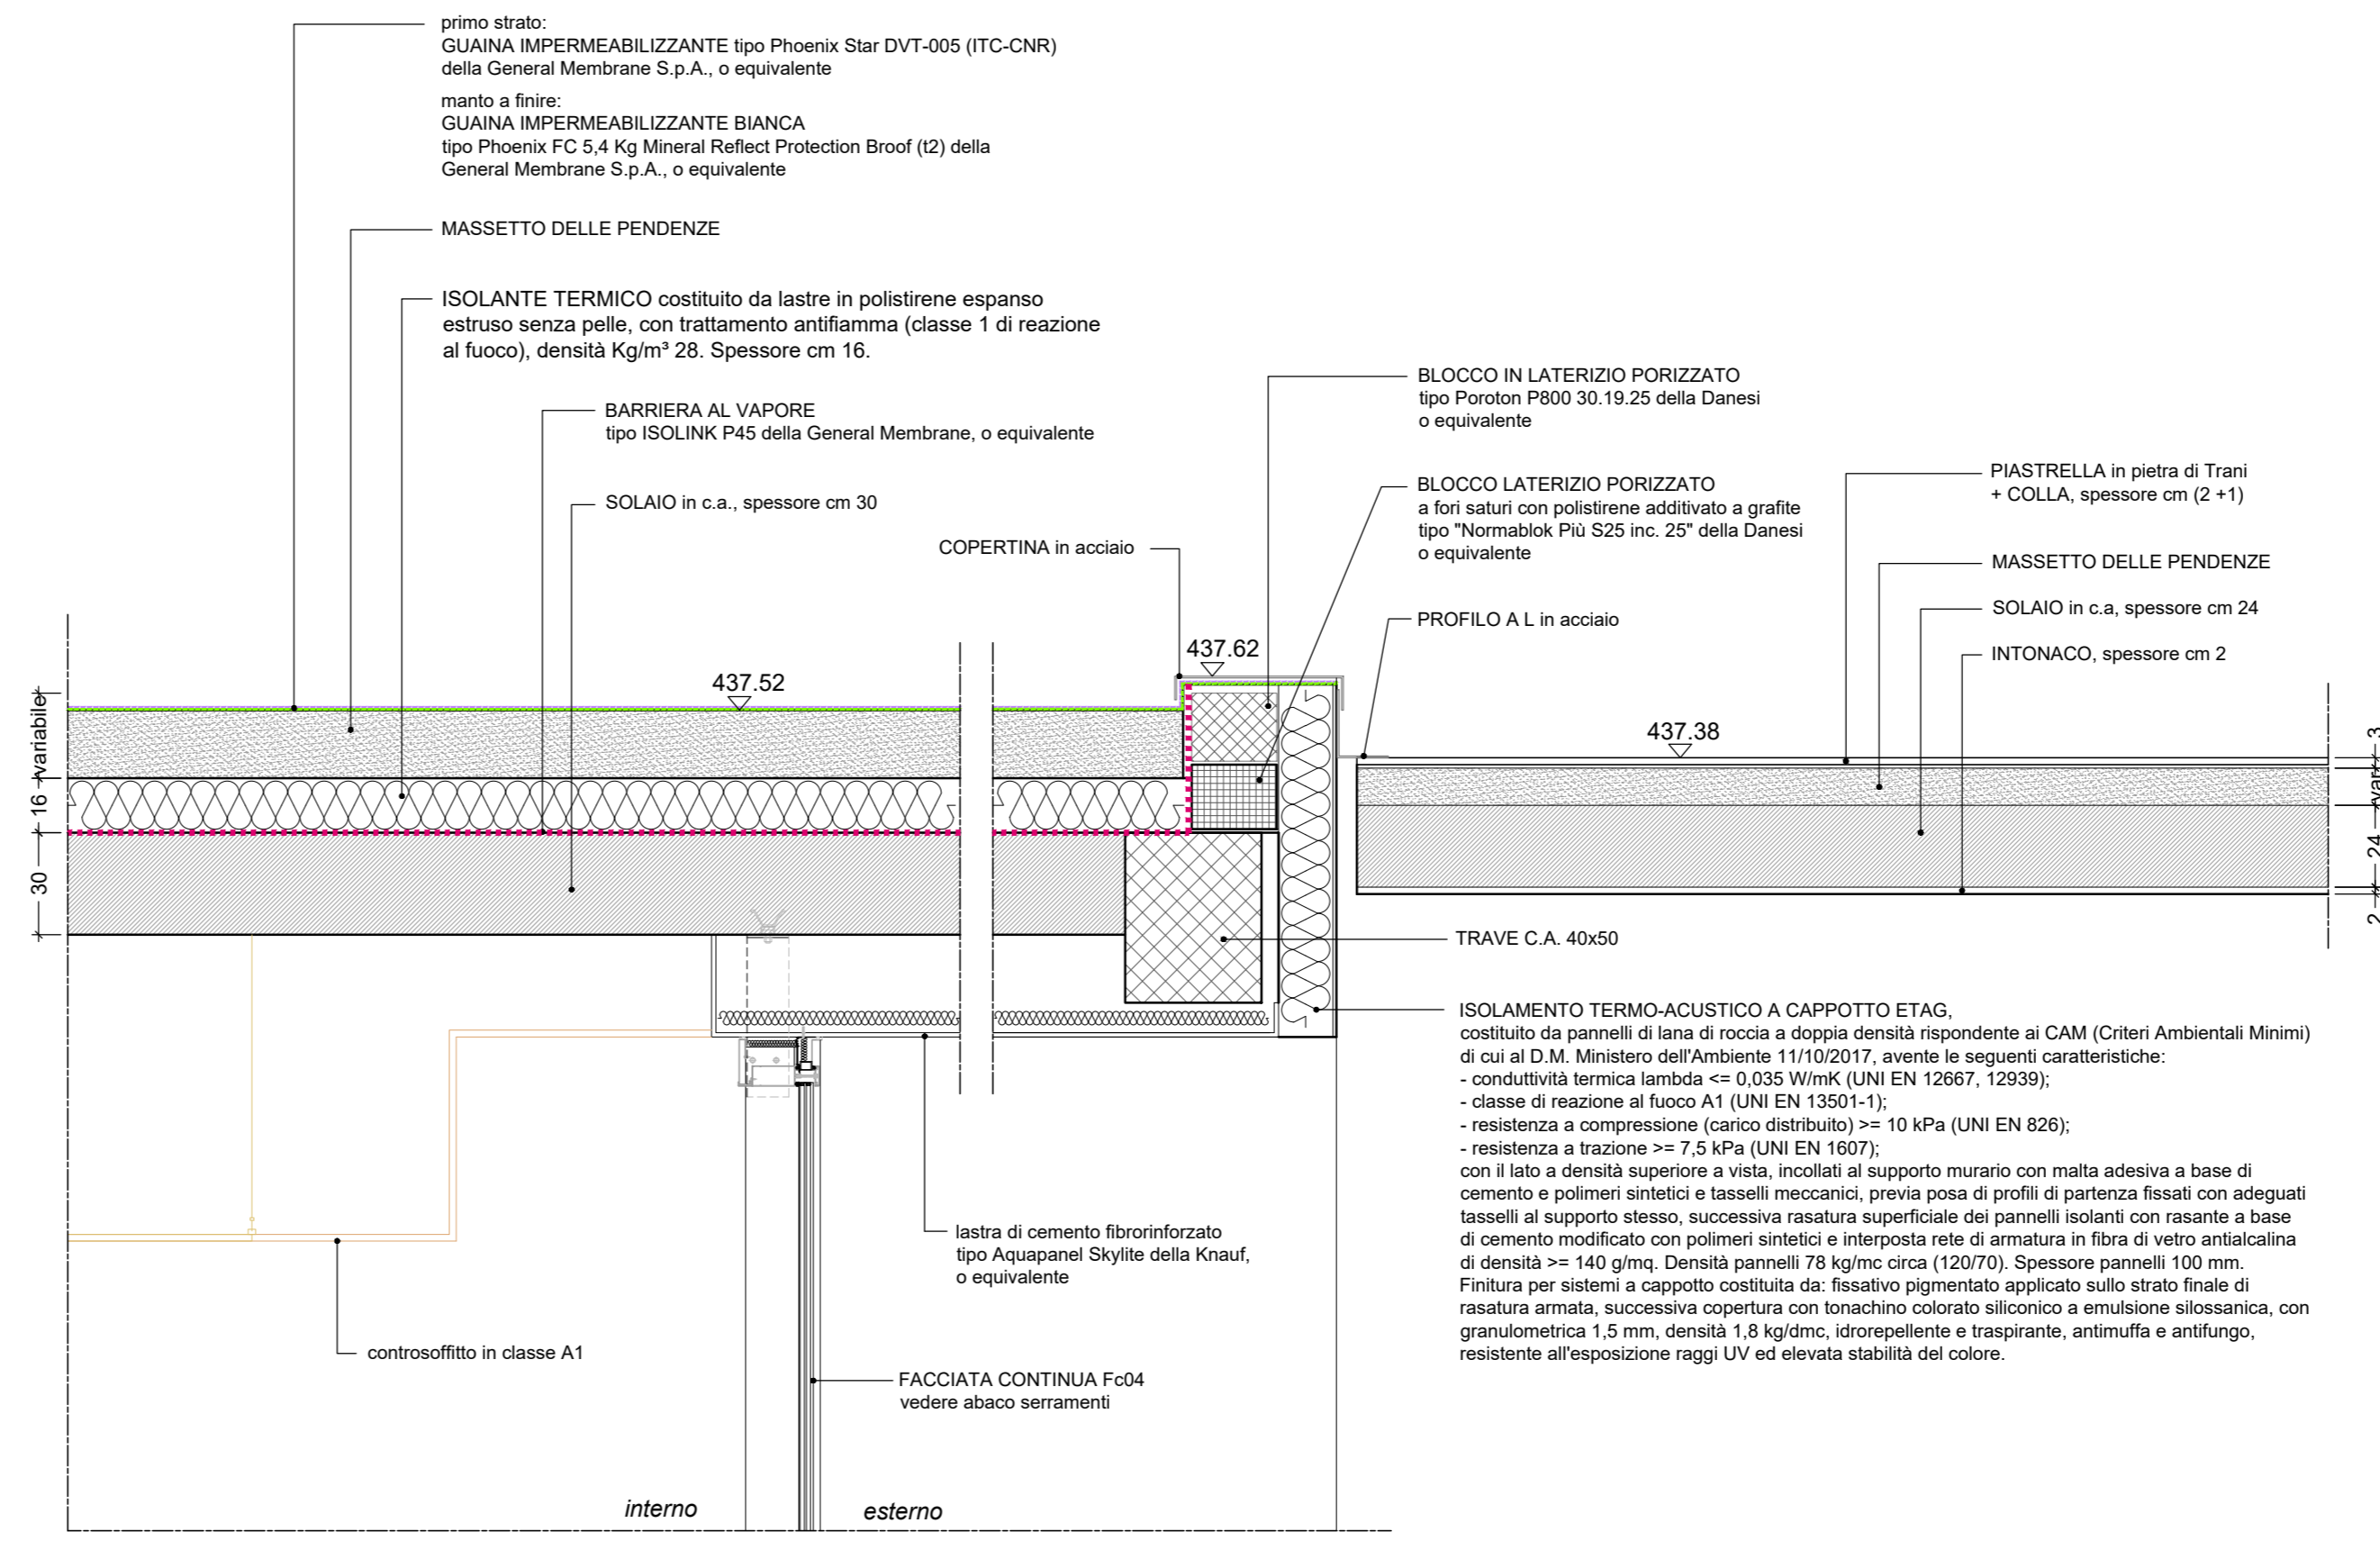 primo strato:
GUAINA IMPERMEABILIZZANTE tipo Phoenix Star DVT-005 (ITC-CNR)
della General Membrane S.p.A., o equivalente
manto a finire:
GUAINA IMPERMEABILIZZANTE BIANCA
tipo Phoenix FC 5,4 Kg Mineral Reflect Protection Broof (t2) della
General Membrane S.p.A., o equivalente
MASSETTO DELLE PENDENZE
ISOLANTE TERMICO costituito da lastre in polistirene espanso
estruso senza pelle, con trattamento antifiamma (classe 1 di reazione
al fuoco), densità Kg/m³ 28. Spessore cm 16.
BARRIERA AL VAPORE
tipo ISOLINK P45 della General Membrane, o equivalente
SOLAIO in c.a., spessore cm 30
COPERTINA in acciaio
BLOCCO IN LATERIZIO PORIZZATO
tipo Poroton P800 30.19.25 della Danesi
o equivalente
BLOCCO LATERIZIO PORIZZATO
a fori saturi con polistirene additivato a grafite
tipo "Normablok Più S25 inc. 25" della Danesi
o equivalente
PROFILO A L in acciaio
PIASTRELLA in pietra di Trani
+ COLLA, spessore cm (2 +1)
MASSETTO DELLE PENDENZE
SOLAIO in c.a, spessore cm 24
INTONACO, spessore cm 2
437.52
437.62
437.38
variabile
16
30
3
var.
24
2
TRAVE C.A. 40x50
ISOLAMENTO TERMO-ACUSTICO A CAPPOTTO ETAG,
costituito da pannelli di lana di roccia a doppia densità rispondente ai CAM (Criteri Ambientali Minimi)
di cui al D.M. Ministero dell'Ambiente 11/10/2017, avente le seguenti caratteristiche:
- conduttività termica lambda <= 0,035 W/mK (UNI EN 12667, 12939);
- classe di reazione al fuoco A1 (UNI EN 13501-1);
- resistenza a compressione (carico distribuito) >= 10 kPa (UNI EN 826);
- resistenza a trazione >= 7,5 kPa (UNI EN 1607);
con il lato a densità superiore a vista, incollati al supporto murario con malta adesiva a base di
cemento e polimeri sintetici e tasselli meccanici, previa posa di profili di partenza fissati con adeguati
tasselli al supporto stesso, successiva rasatura superficiale dei pannelli isolanti con rasante a base
di cemento modificato con polimeri sintetici e interposta rete di armatura in fibra di vetro antialcalina
di densità >= 140 g/mq. Densità pannelli 78 kg/mc circa (120/70). Spessore pannelli 100 mm.
Finitura per sistemi a cappotto costituita da: fissativo pigmentato applicato sullo strato finale di
rasatura armata, successiva copertura con tonachino colorato siliconico a emulsione silossanica, con
granulometrica 1,5 mm, densità 1,8 kg/dmc, idrorepellente e traspirante, antimuffa e antifungo,
resistente all'esposizione raggi UV ed elevata stabilità del colore.
lastra di cemento fibrorinforzato
tipo Aquapanel Skylite della Knauf,
o equivalente
controsoffitto in classe A1
FACCIATA CONTINUA Fc04
vedere abaco serramenti
interno
esterno